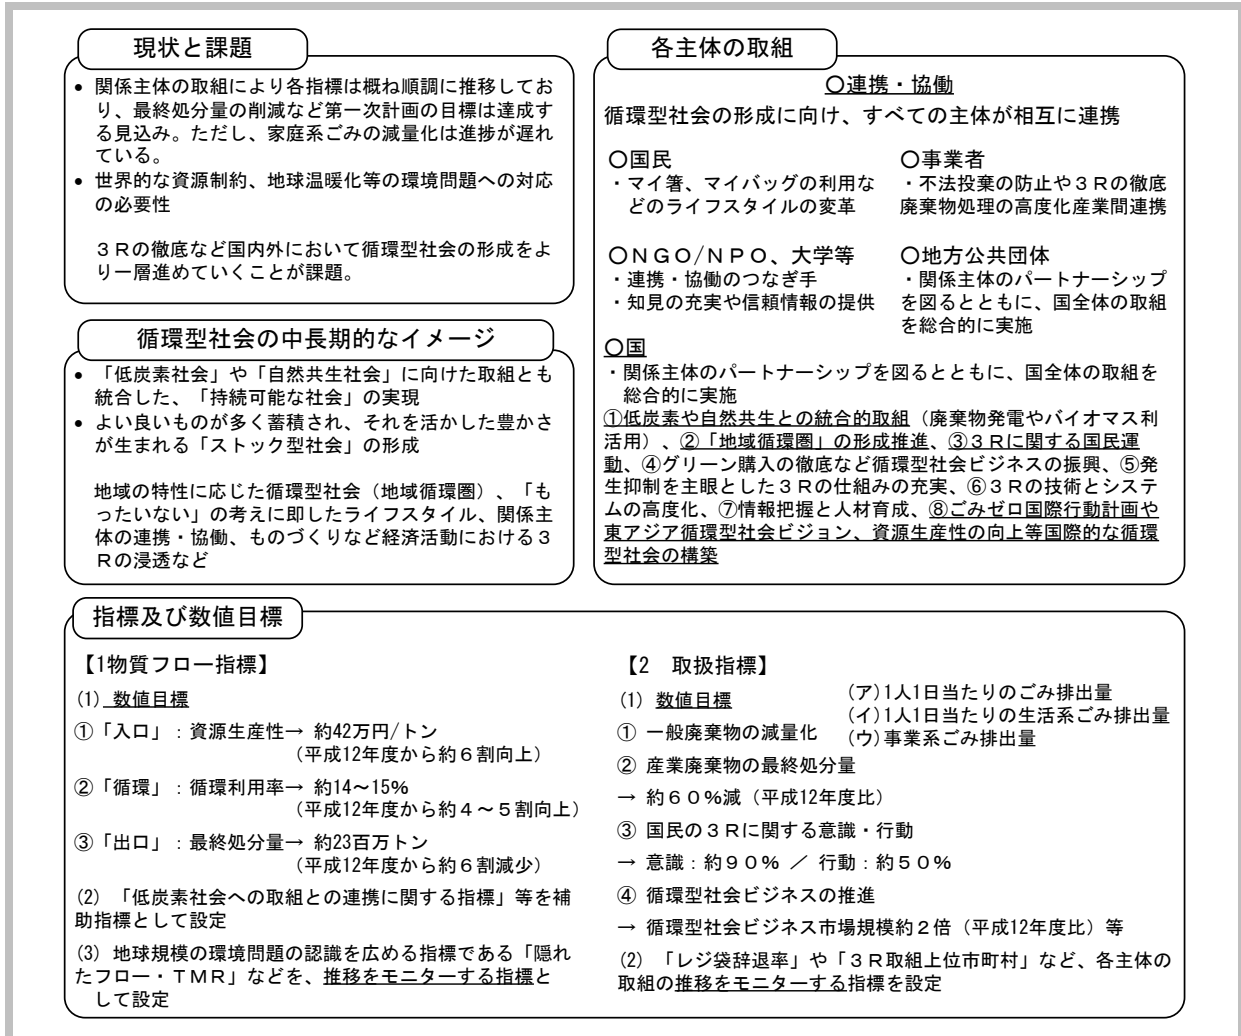 現状と課題
• 関係主体の取組により各指標は概ね順調に推移してお
り、最終処分量の削減など第一次計画の目標は達成す
る見込み。ただし、家庭系ごみの減量化は進捗が遅れ
ている。
• 世界的な資源制約、地球温暖化等の環境問題への対応
の必要性
３Ｒの徹底など国内外において循環型社会の形成をよ
り一層進めていくことが課題。
循環型社会の中長期的なイメージ
• 「低炭素社会」や「自然共生社会」に向けた取組とも
統合した、「持続可能な社会」の実現
• よい良いものが多く蓄積され、それを活かした豊かさ
が生まれる「ストック型社会」の形成
地域の特性に応じた循環型社会（地域循環圏）、「も
ったいない」の考えに即したライフスタイル、関係主
体の連携・協働、ものづくりなど経済活動における３
Ｒの浸透など
各主体の取組
〇連携・協働
循環型社会の形成に向け、すべての主体が相互に連携
〇国民
・マイ箸、マイバッグの利用な
どのライフスタイルの変革
〇事業者
・不法投棄の防止や３Ｒの徹底
廃棄物処理の高度化産業間連携
〇ＮＧＯ/ＮＰＯ、大学等
・連携・協働のつなぎ手
・知見の充実や信頼情報の提供
〇地方公共団体
・関係主体のパートナーシップ
を図るとともに、国全体の取組
を総合的に実施
〇国
・関係主体のパートナーシップを図るとともに、国全体の取組を
総合的に実施
①低炭素や自然共生との統合的取組（廃棄物発電やバイオマス利
活用）、②「地域循環圏」の形成推進、③３Ｒに関する国民運
動、④グリーン購入の徹底など循環型社会ビジネスの振興、⑤発
生抑制を主眼とした３Ｒの仕組みの充実、⑥３Ｒの技術とシステ
ムの高度化、⑦情報把握と人材育成、⑧ごみゼロ国際行動計画や
東アジア循環型社会ビジョン、資源生産性の向上等国際的な循環
型社会の構築
指標及び数値目標
【1物質フロー指標】
(1) 数値目標
①「入口」：資源生産性→ 約42万円/トン
（平成12年度から約６割向上）
②「循環」：循環利用率→ 約14～15%
（平成12年度から約４～５割向上）
③「出口」：最終処分量→ 約23百万トン
（平成12年度から約６割減少）
(2) 「低炭素社会への取組との連携に関する指標」等を補
助指標として設定
(3) 地球規模の環境問題の認識を広める指標である「隠れ
たフロー・ＴＭＲ」などを、推移をモニターする指標と
して設定
【2 取扱指標】
(1) 数値目標
① 一般廃棄物の減量化
(ア)1人1日当たりのごみ排出量
(イ)1人1日当たりの生活系ごみ排出量
(ウ)事業系ごみ排出量
② 産業廃棄物の最終処分量
→ 約６０%減（平成12年度比）
③ 国民の３Ｒに関する意識・行動
→ 意識：約９０% ／ 行動：約５０%
④ 循環型社会ビジネスの推進
→ 循環型社会ビジネス市場規模約２倍（平成12年度比）等
(2) 「レジ袋辞退率」や「３Ｒ取組上位市町村」など、各主体の
取組の推移をモニターする指標を設定